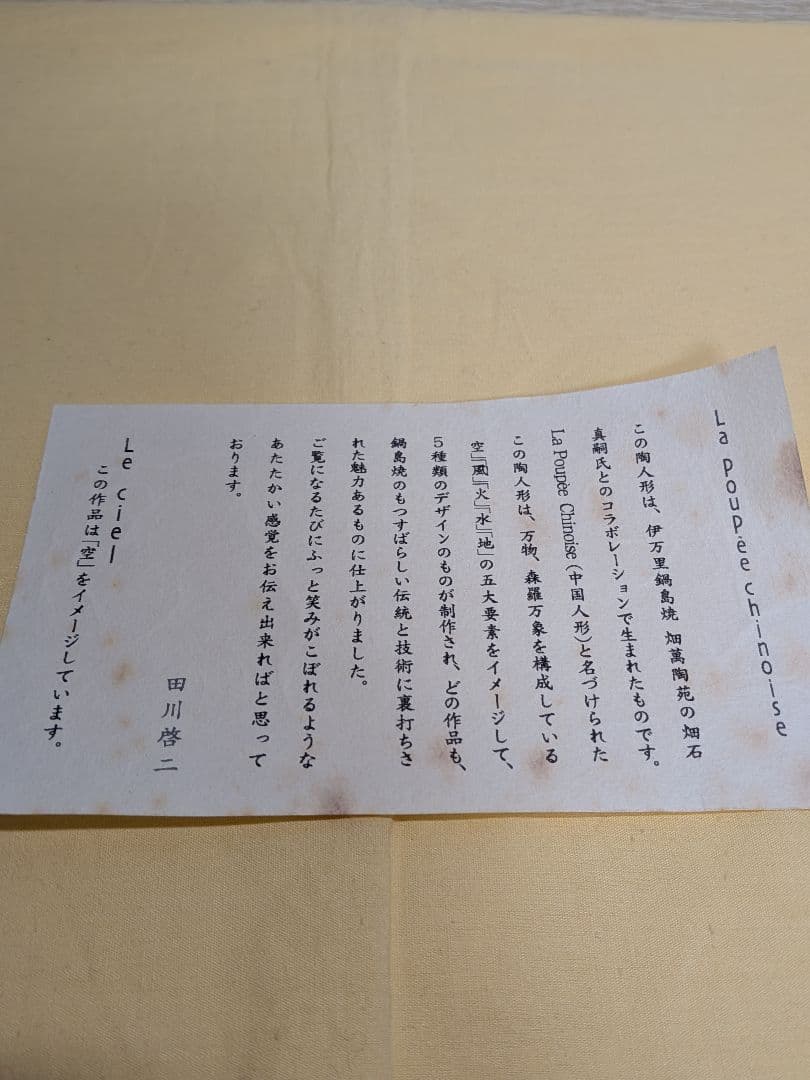 La poupèe chinoise
この陶人形は、伊万里鍋島焼 畑萬陶苑の畑石
真嗣氏とのコラボレーションで生まれたものです。
La Poupèe Chinoise(中国人形)と名づけられた
この陶人形は、万物、森羅万象を構成している
空』『風』『火』『水』『地』の五大要素をイメージして、
5種類のデザインのものが制作され、どの作品も、
鍋島焼のもつすばらしい伝統と技術に裏打ちさ
れた魅力あるものに仕上がりました。
ご覧になるたびにふっと笑みがこぼれるような
あたたかい感覚をお伝え出来ればと思って
おります。
田川啓二
Le ciel
この作品は「空」をイメージしています。